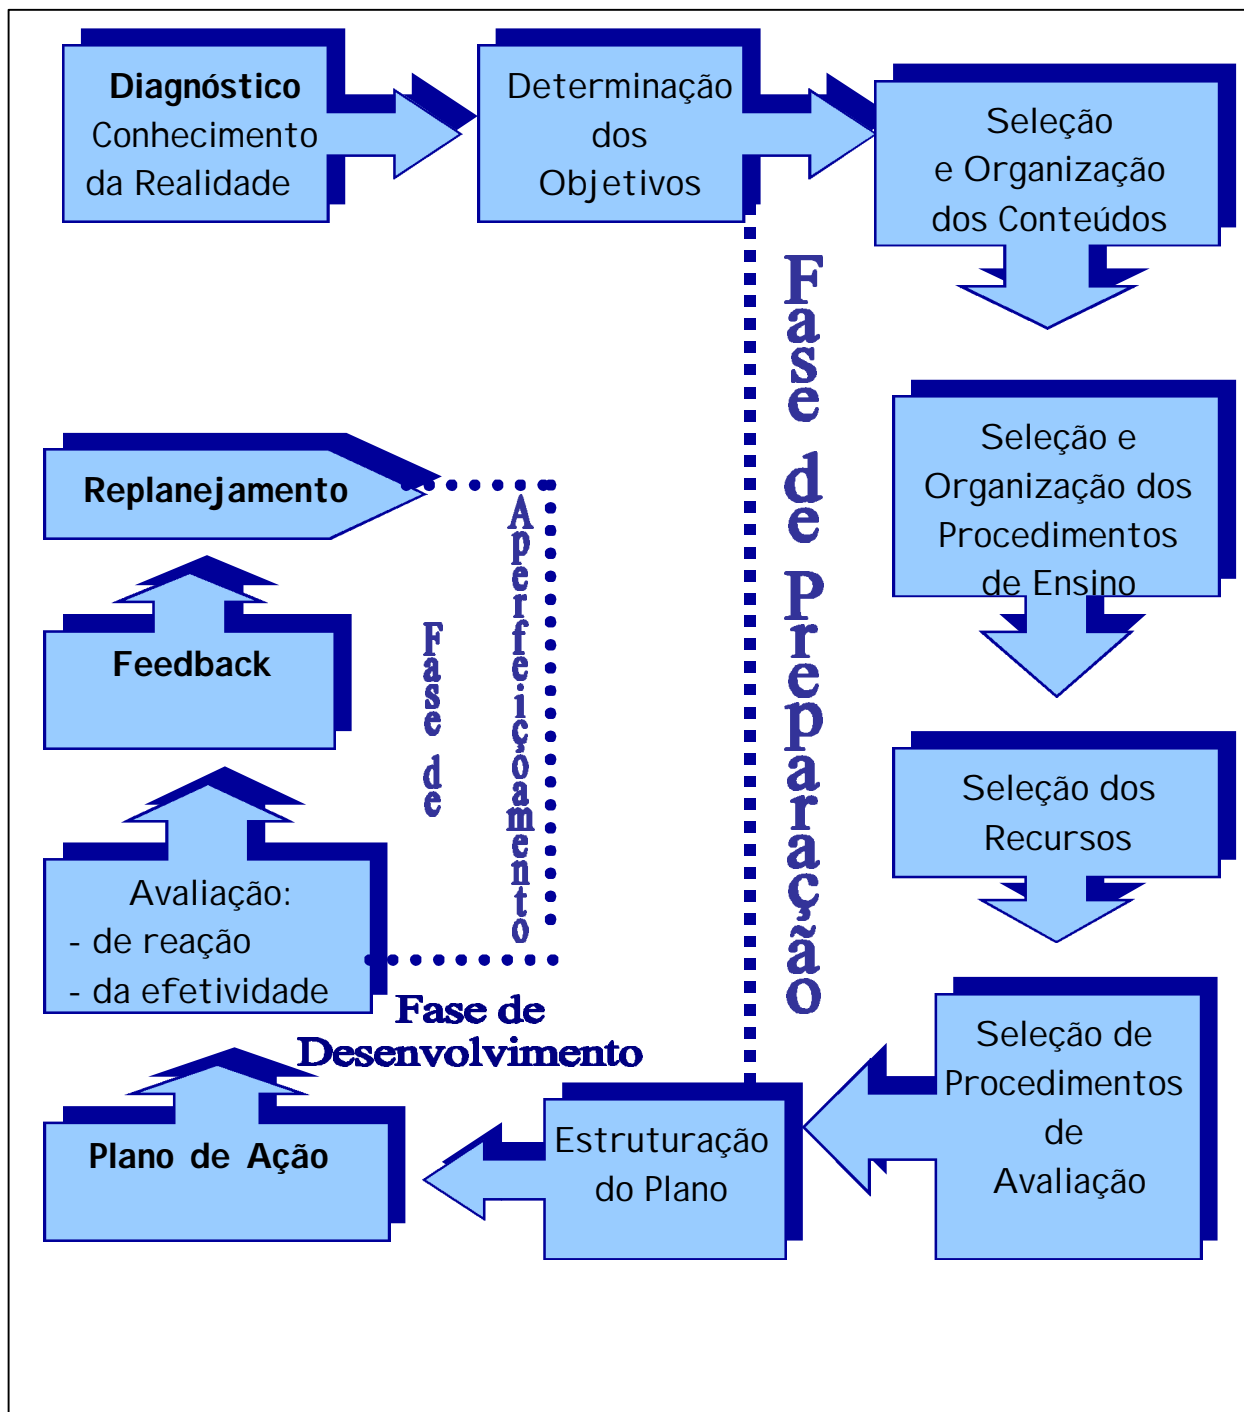 Diagnóstico
Conhecimento
da Realidade
Determinação
dos
Objetivos
Seleção
e Organização
dos Conteúdos
Seleção e
Organização dos
Procedimentos
de Ensino
Seleção dos
Recursos
Seleção de
Procedimentos
de
Avaliação
Estruturação
do Plano
Plano de Ação
Avaliação:
- de reação
- da efetividade
Feedback
Replanejamento
Fase de Preparação
Fase de
Desenvolvimento
Fase de
Aperfeiçoamento